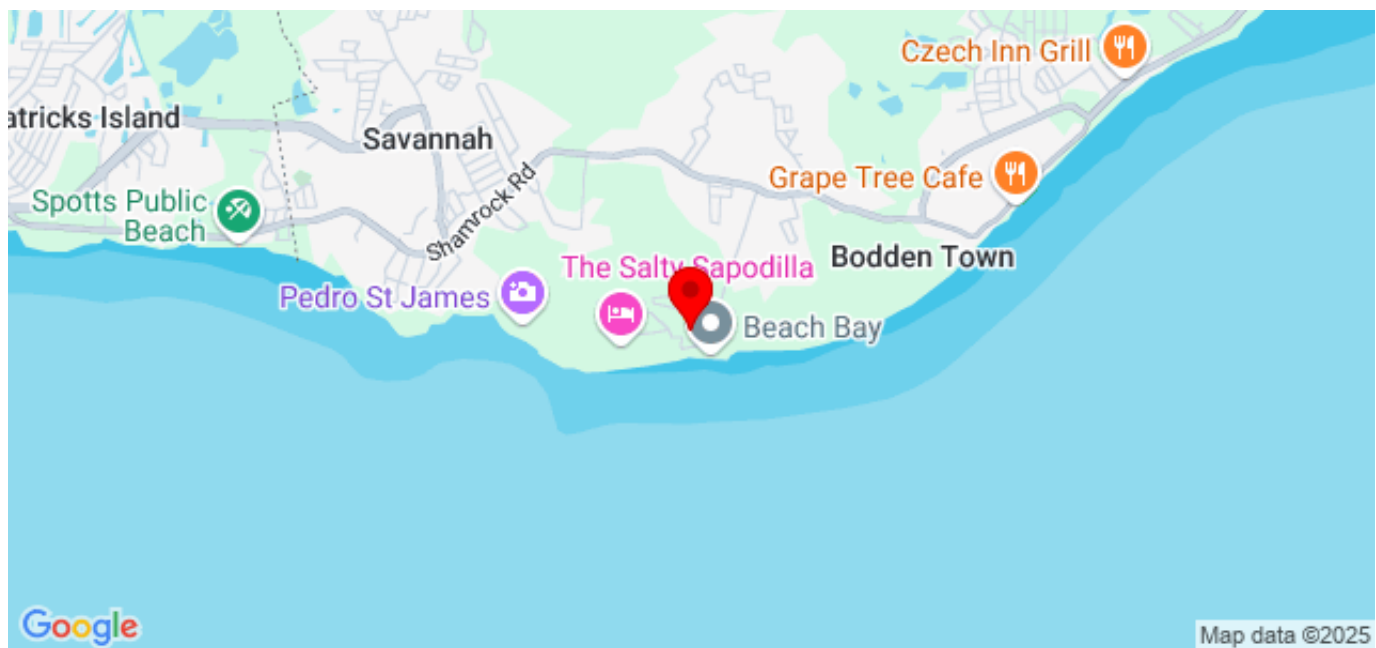 Czech Inn Grill
atricks Island
Savannah
Grape Tree Cafe
Spotts Public
Beach
Shamrock Rd
Bodden Town
The Salty Sapodilla
Pedro St James
Beach Bay
Google
Map data ©2025